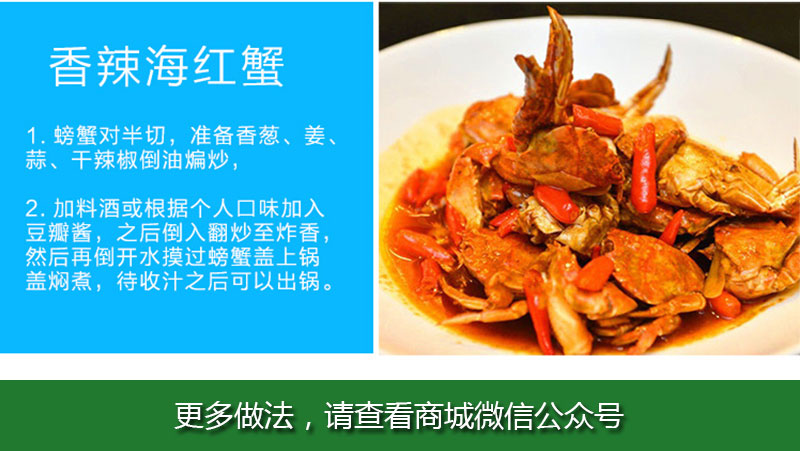 香辣海红蟹
1. 螃蟹对半切，准备香葱、姜、
蒜、干辣椒倒油煸炒，
2. 加料酒或根据个人口味加入
豆瓣酱，之后倒入翻炒至炸香，
然后再倒开水摸过螃蟹盖上锅
盖焖煮，待收汁之后可以出锅。
更多做法，请查看商城微信公众号